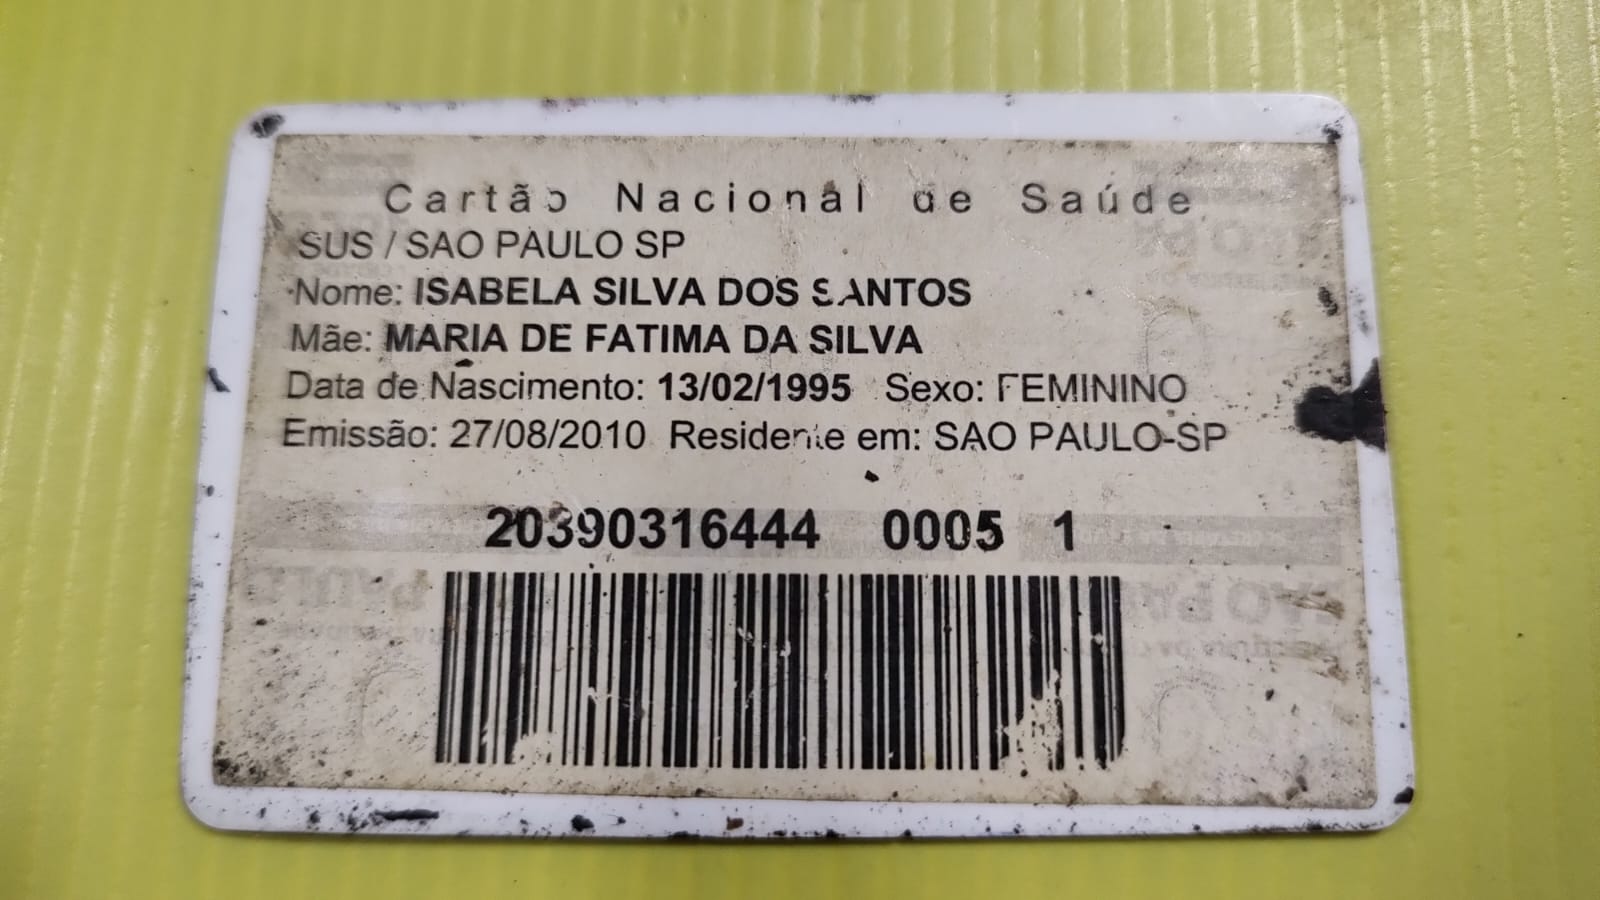 Cartão Nacional de Saúde
SUS / SAO PAULO SP
Nome: ISABELA SILVA DOS SANTOS
Mãe: MARIA DE FATIMA DA SILVA
Data de Nascimento: 13/02/1995 Sexo: FEMININO
Emissão: 27/08/2010 Residente em: SAO PAULO-SP
20390316444 0005 1